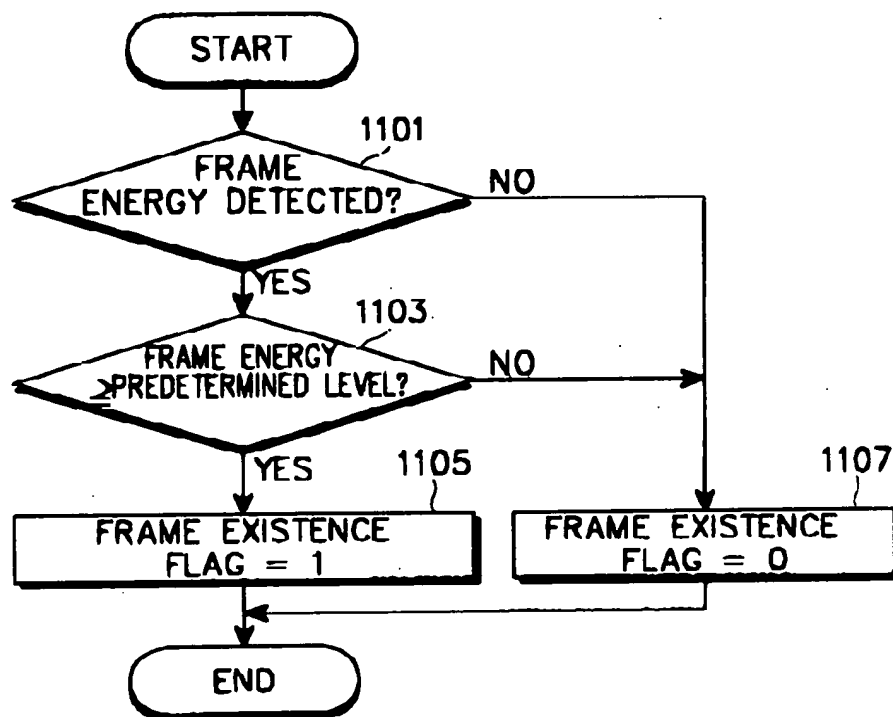 START
1101
FRAME
ENERGY DETECTED?
NO
YES
1103
FRAME ENERGY
≥PREDETERMINED LEVEL?
NO
YES
1105
FRAME EXISTENCE
FLAG = 1
1107
FRAME EXISTENCE
FLAG = 0
END